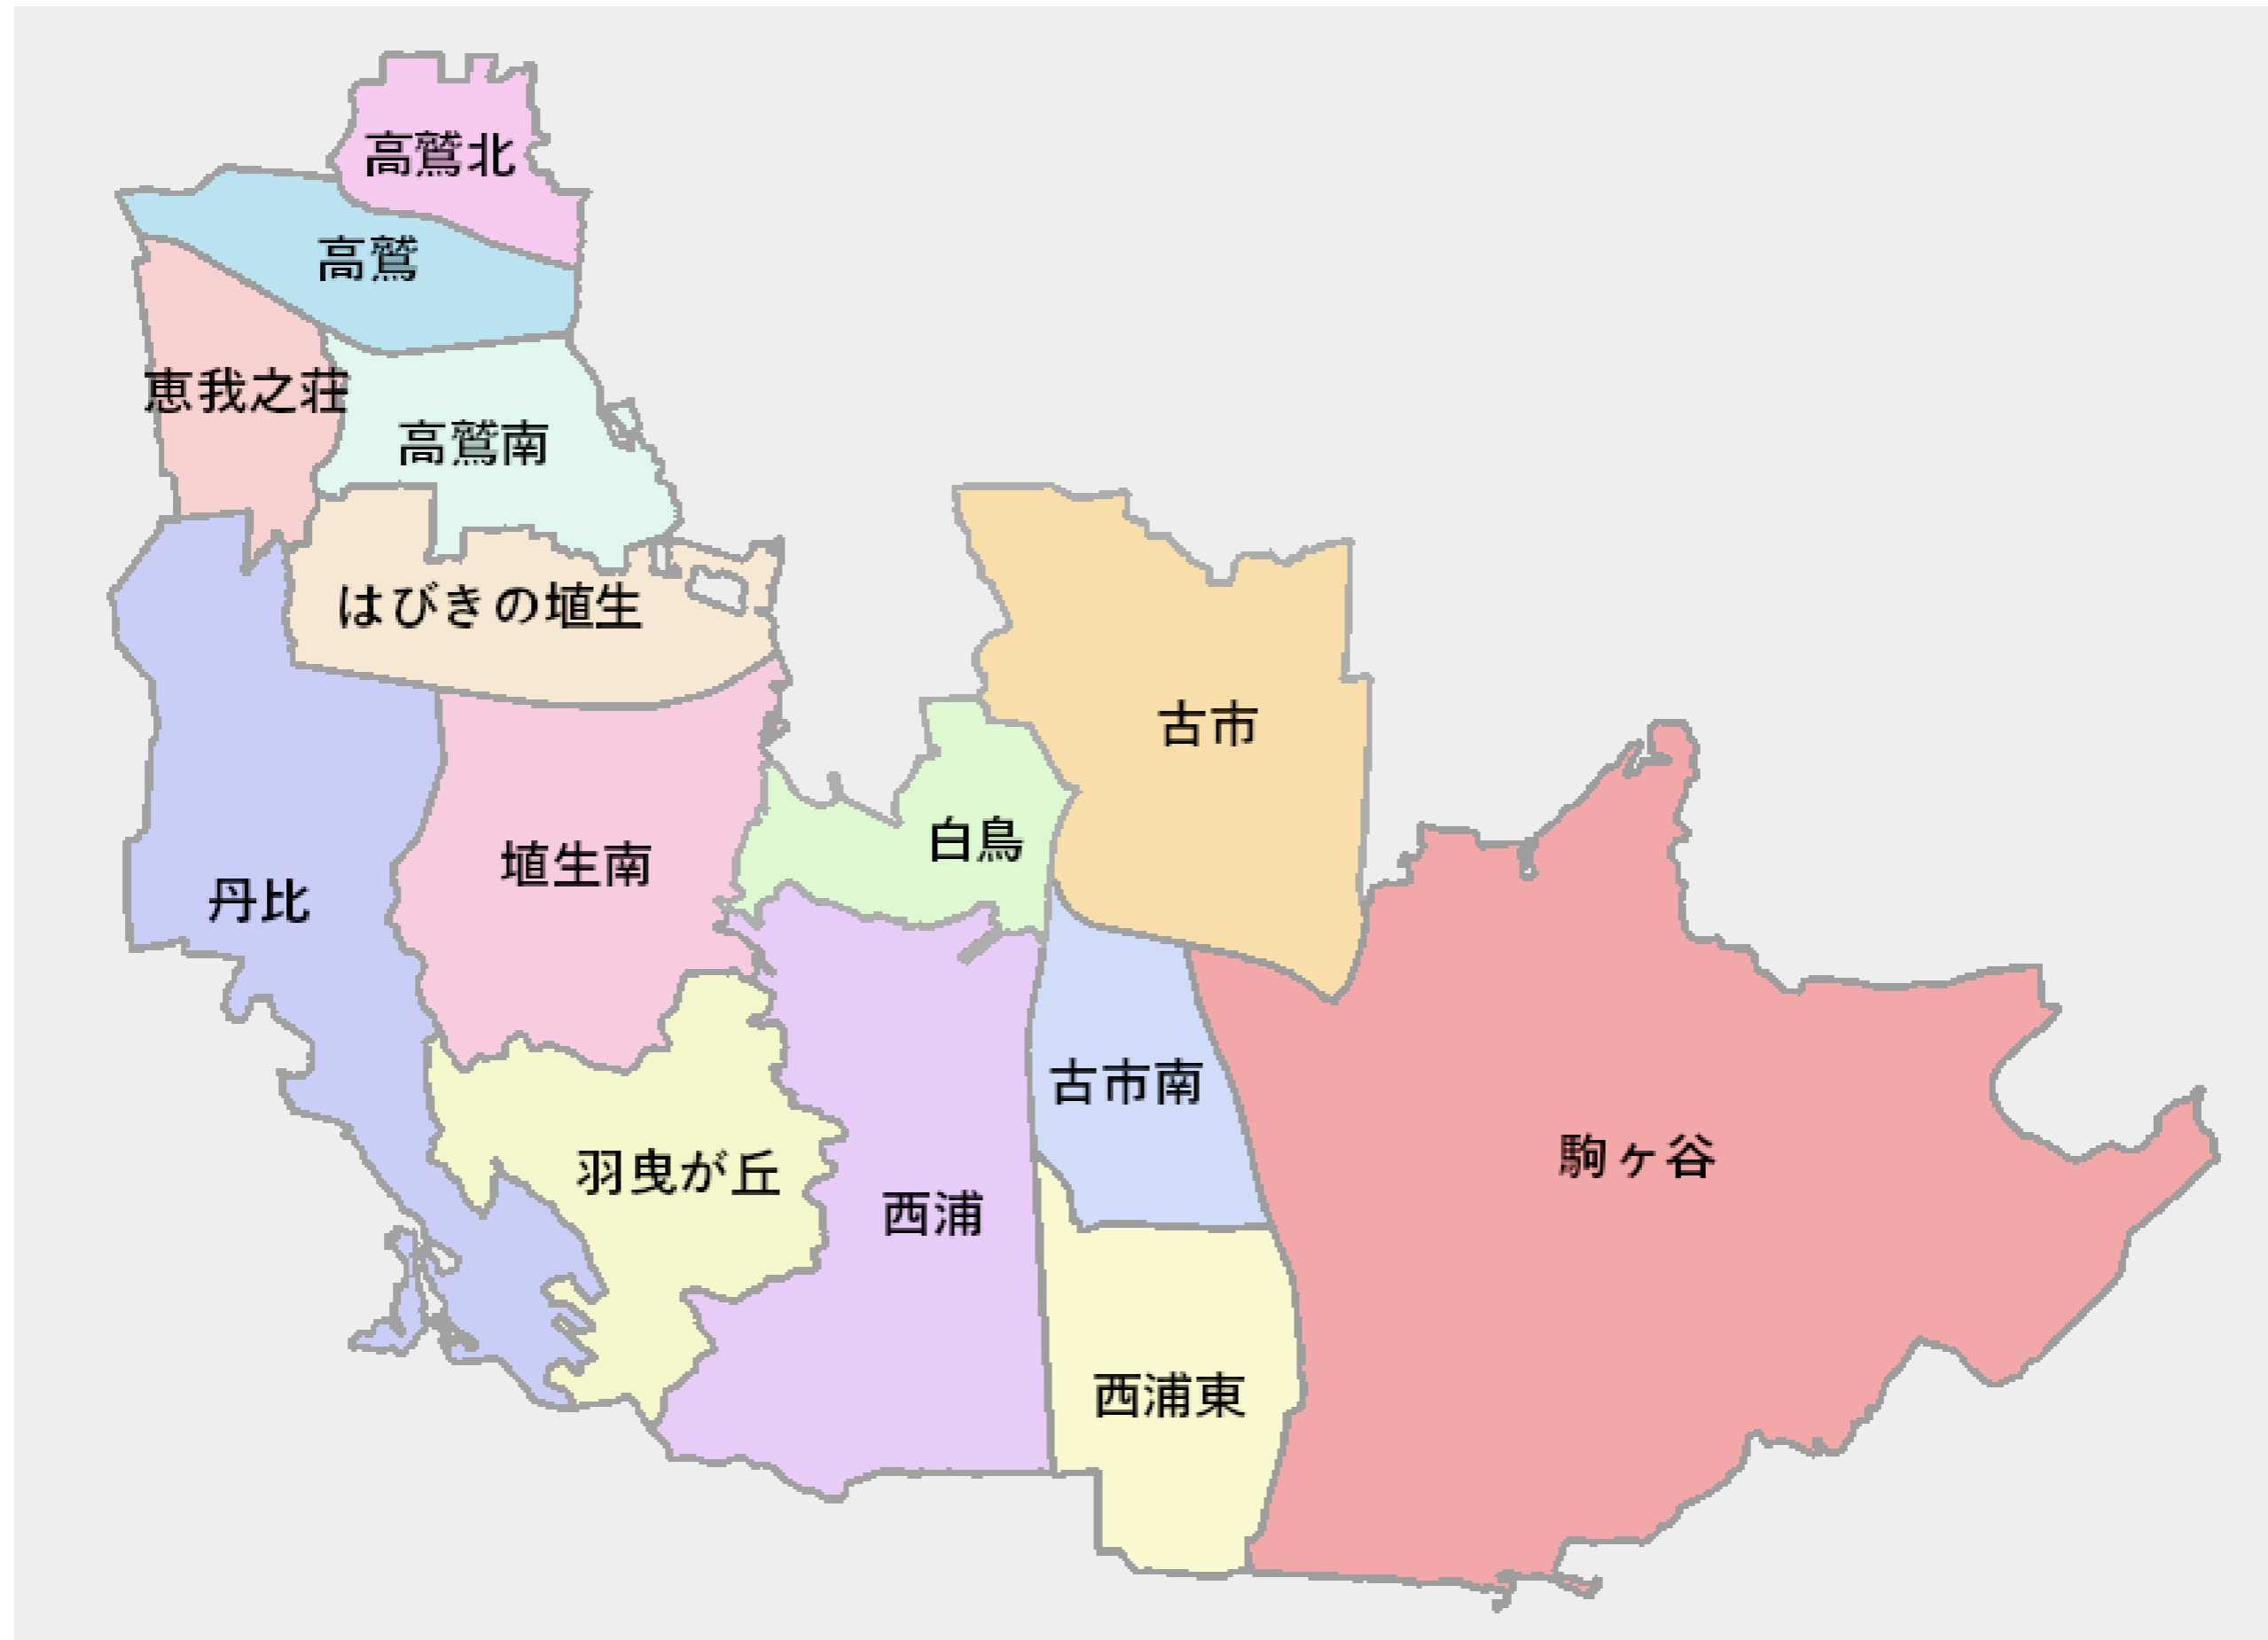 高鷲北
高鷲
恵我之荘
高鷲南
はびきの埴生
古市
白鳥
埴生南
丹比
古市南
駒ヶ谷
羽曳が丘
西浦
西浦東